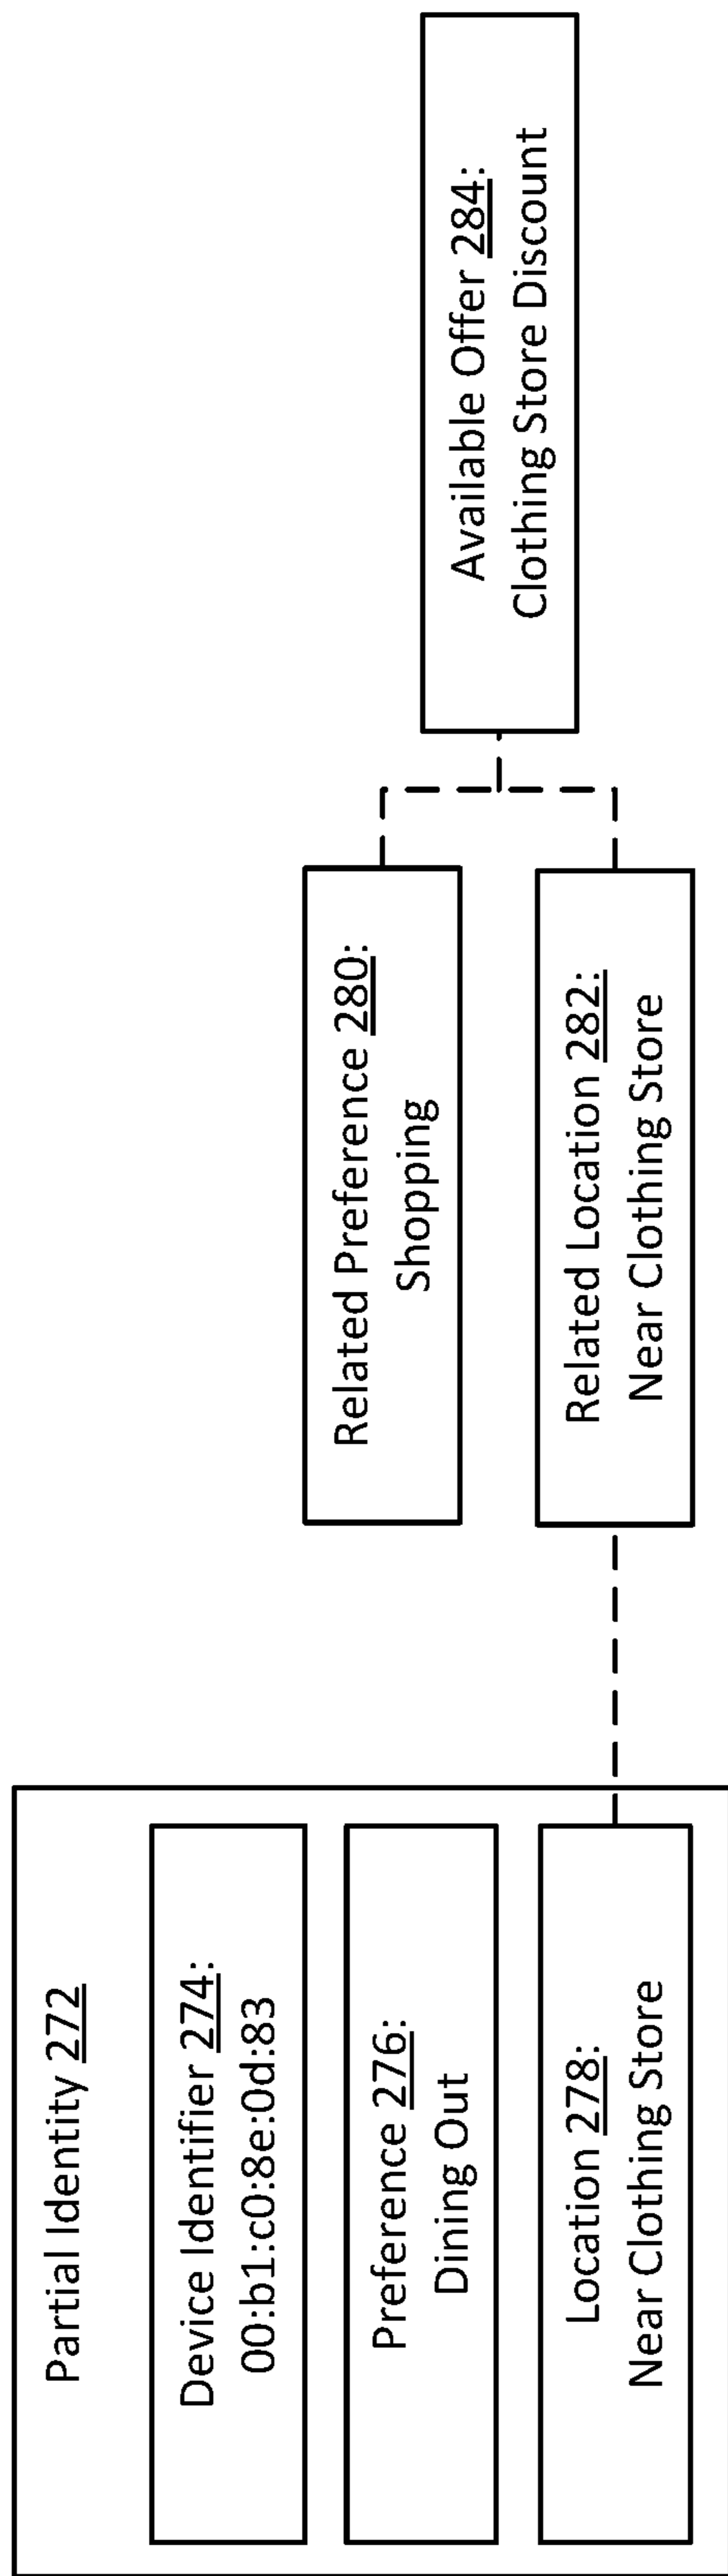 Partial Identity 272
Device Identifier 274:
00:b1:c0:8e:0d:83
Preference 276:
Dining Out
Location 278:
Near Clothing Store
Related Preference 280:
Shopping
Related Location 282:
Near Clothing Store
Available Offer 284:
Clothing Store Discount